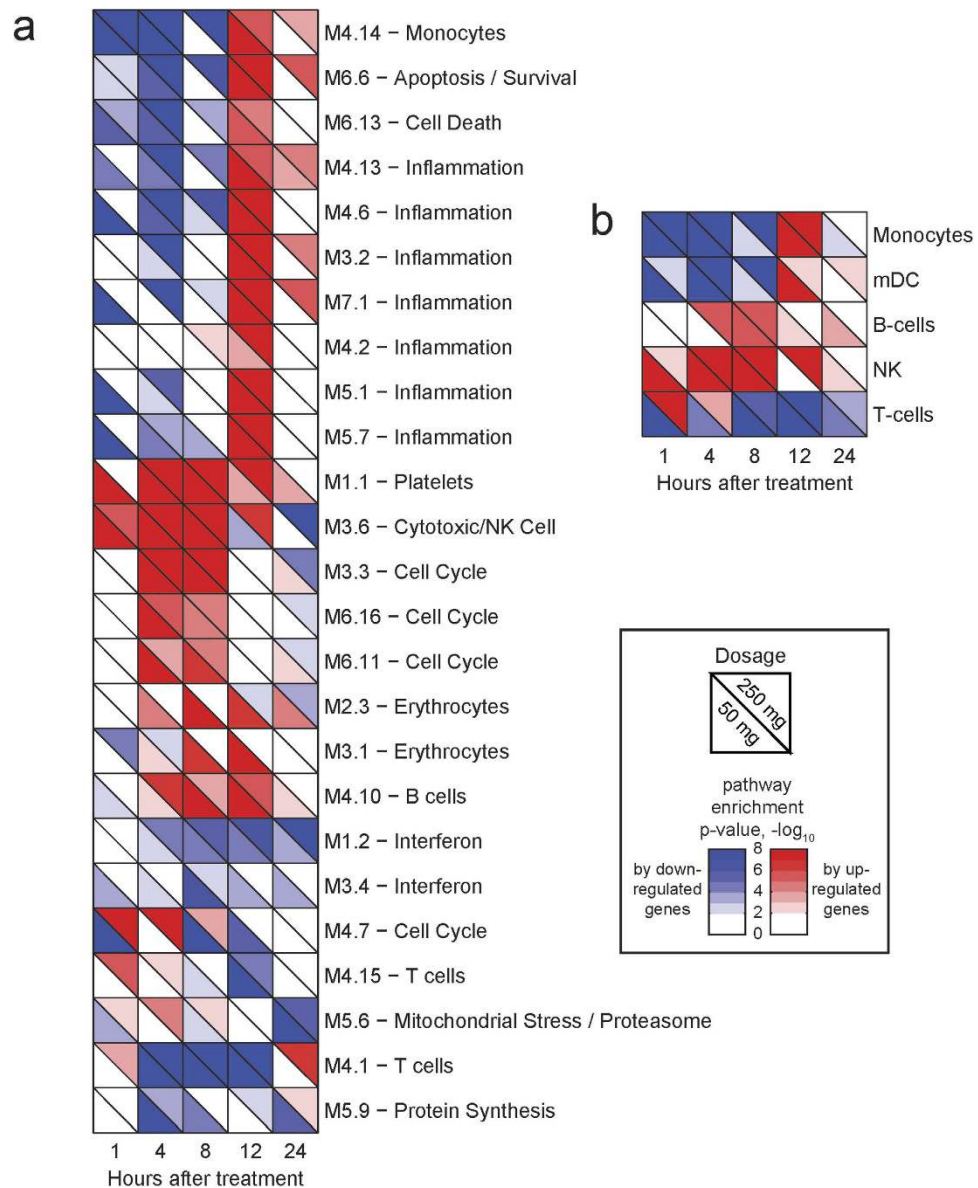 a
M4.14 – Monocytes
M6.6 – Apoptosis / Survival
M6.13 – Cell Death
M4.13 – Inflammation
M4.6 – Inflammation
M3.2 – Inflammation
M7.1 – Inflammation
M4.2 – Inflammation
M5.1 – Inflammation
M5.7 – Inflammation
M1.1 – Platelets
M3.6 – Cytotoxic/NK Cell
M3.3 – Cell Cycle
M6.16 – Cell Cycle
M6.11 – Cell Cycle
M2.3 – Erythrocytes
M3.1 – Erythrocytes
M4.10 – B cells
M1.2 – Interferon
M3.4 – Interferon
M4.7 – Cell Cycle
M4.15 – T cells
M5.6 – Mitochondrial Stress / Proteasome
M4.1 – T cells
M5.9 – Protein Synthesis
1 4 8 12 24
Hours after treatment
b
Monocytes
mDC
B-cells
NK
T-cells
1 4 8 12 24
Hours after treatment
Dosage
250 mg
50 mg
pathway
enrichment
p-value, -log10
by down-
regulated
genes
8
6
4
2
0
by up-
regulated
genes